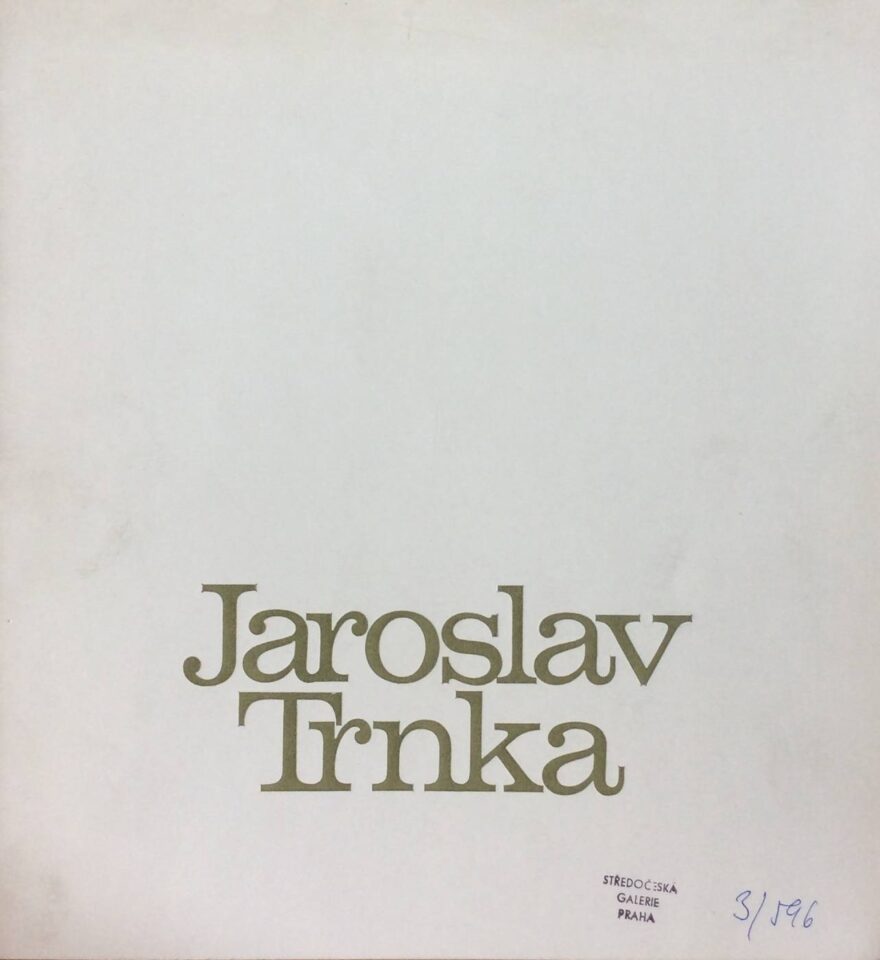 Jaroslav
Trnka
STŘEDOČESKÁ
GALERIE
PRAHA
3/596